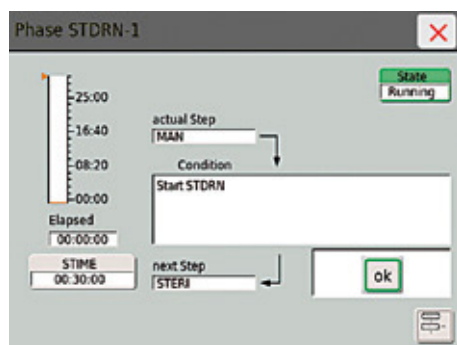 Phase STDRN-1
State
Running
25:00
16:40
08:20
00:00
actual Step
MAN
Condition
Start STDRN
Elapsed
00:00:00
STIME
00:30:00
next Step
STERI
ok